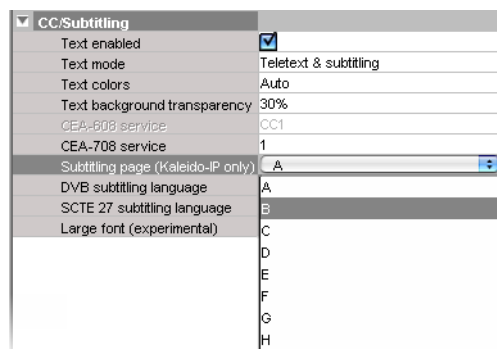 CC/Subtitling
Text enabled
Text mode Teletext & subtitling
Text colors Auto
Text background transparency 30%
CEA-608 service CC1
CEA-708 service 1
Subtitling page (Kaleido-IP only) A
DVB subtitling language A
SCTE 27 subtitling language B
Large font (experimental) C
D
E
F
G
H